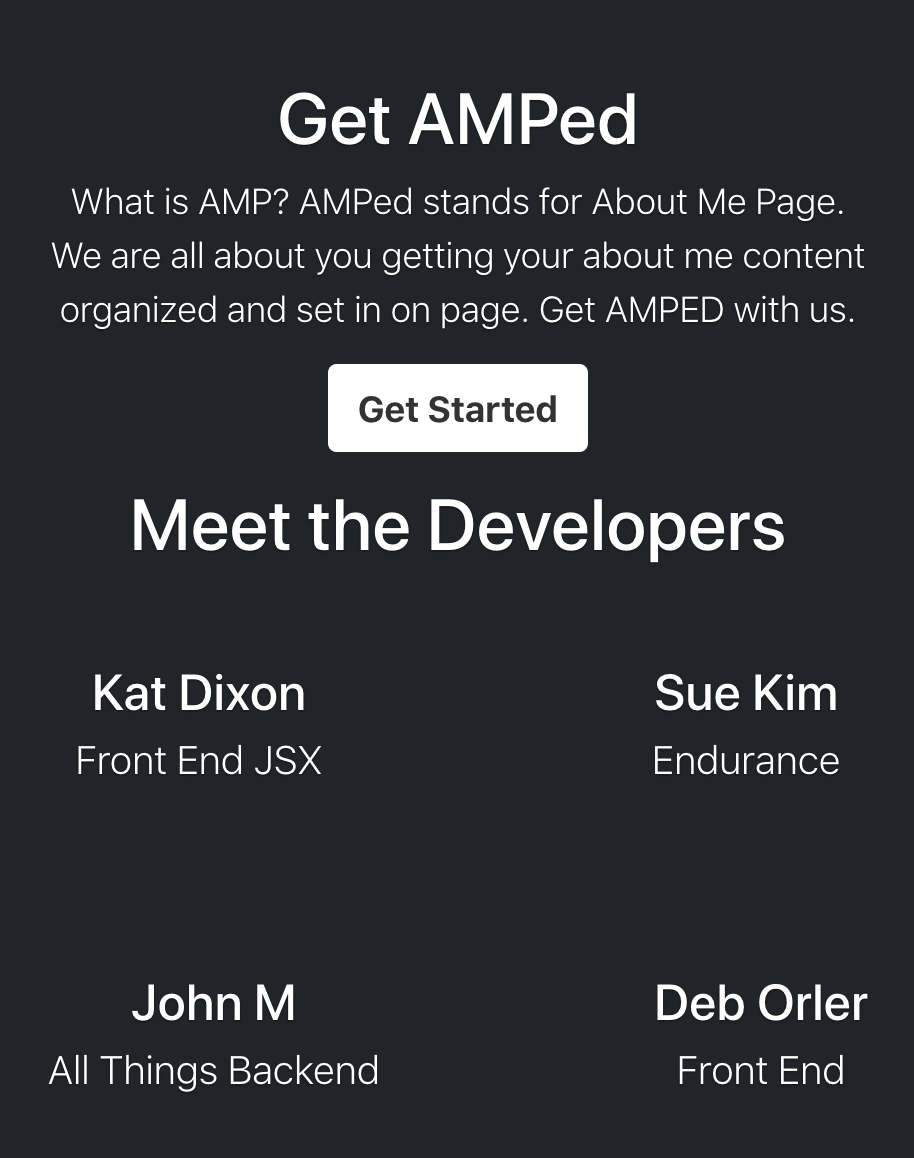 Get AMPed
What is AMP? AMPed stands for About Me Page.
We are all about you getting your about me content
organized and set in on page. Get AMPED with us.
Get Started
Meet the Developers
Kat Dixon
Front End JSX
Sue Kim
Endurance
John M
All Things Backend
Deb Orler
Front End